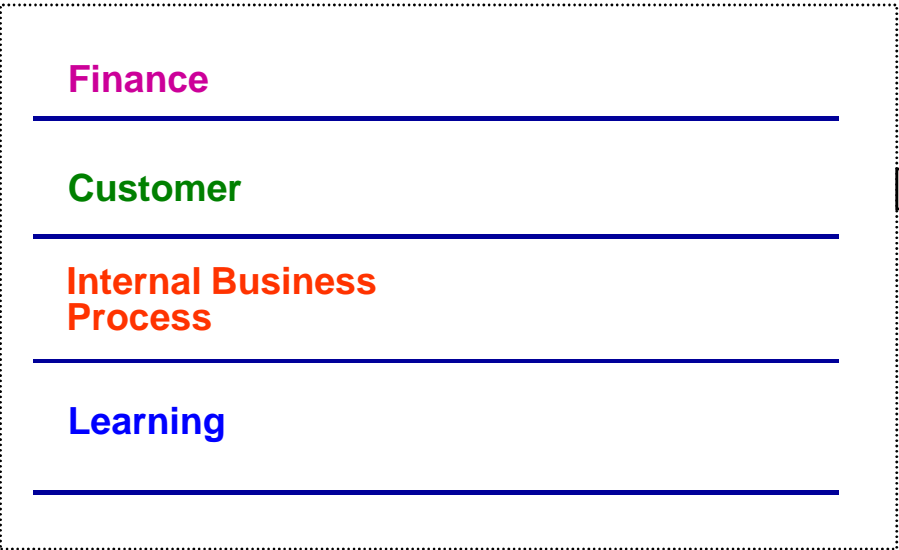 Finance
Customer
Internal Business
Process
Learning